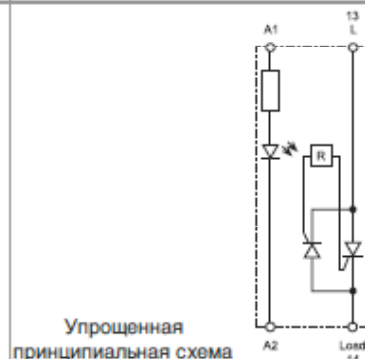 13
A1 L
R
Упрощенная
принципиальная схема
A2 Load
14